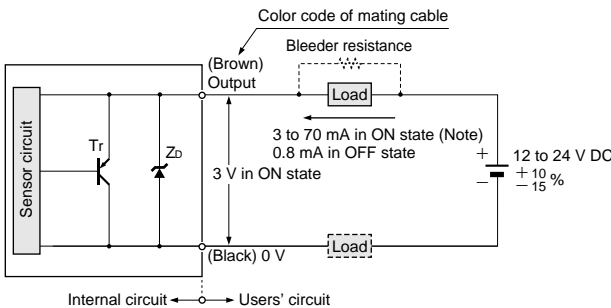 Color code of mating cable
(Brown)
Output
Bleeder resistance
Load
Sensor circuit
Tr
ZD
3 V in ON state
3 to 70 mA in ON state (Note)
0.8 mA in OFF state
+
−
12 to 24 V DC
+10
−15 %
(Black) 0 V
Load
Internal circuit
Users' circuit